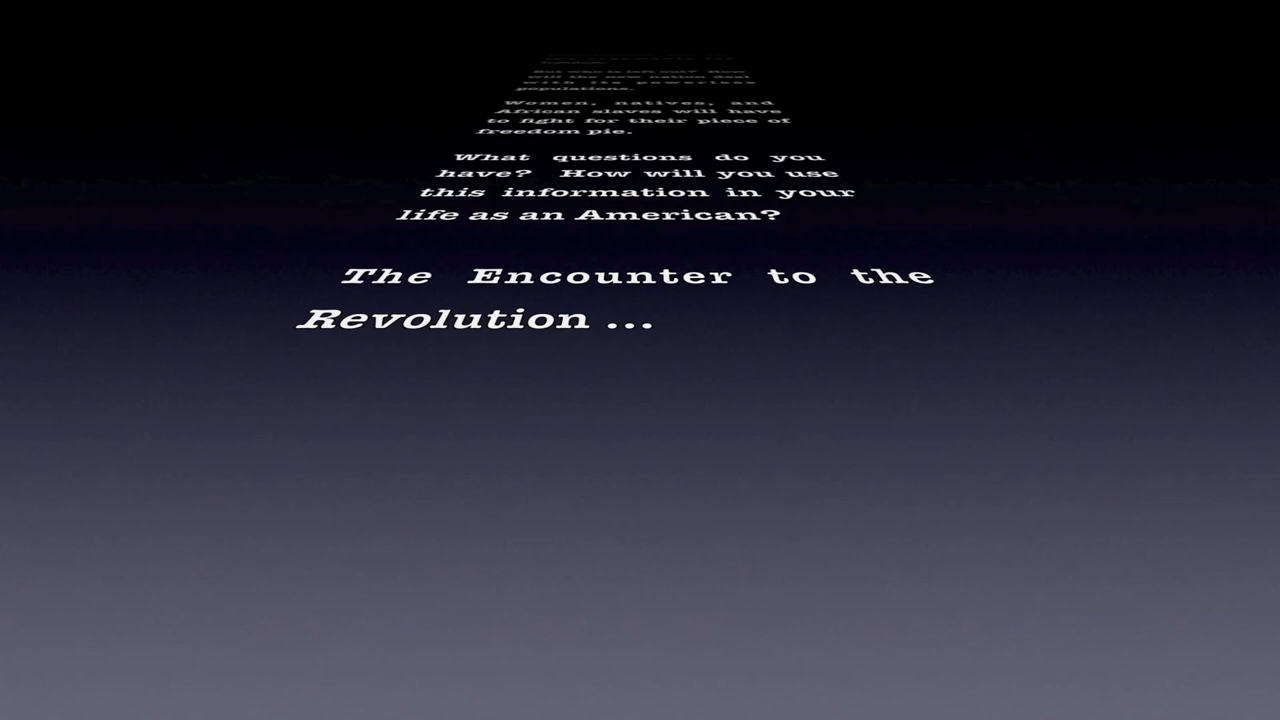 freedom.
But who is left out? How
will the new nation deal
with its powerless
populations.
Women, natives, and
African slaves will have
to fight for their piece of
freedom pie.
What questions do you
have? How will you use
this information in your
life as an American?
The Encounter to the
Revolution ...